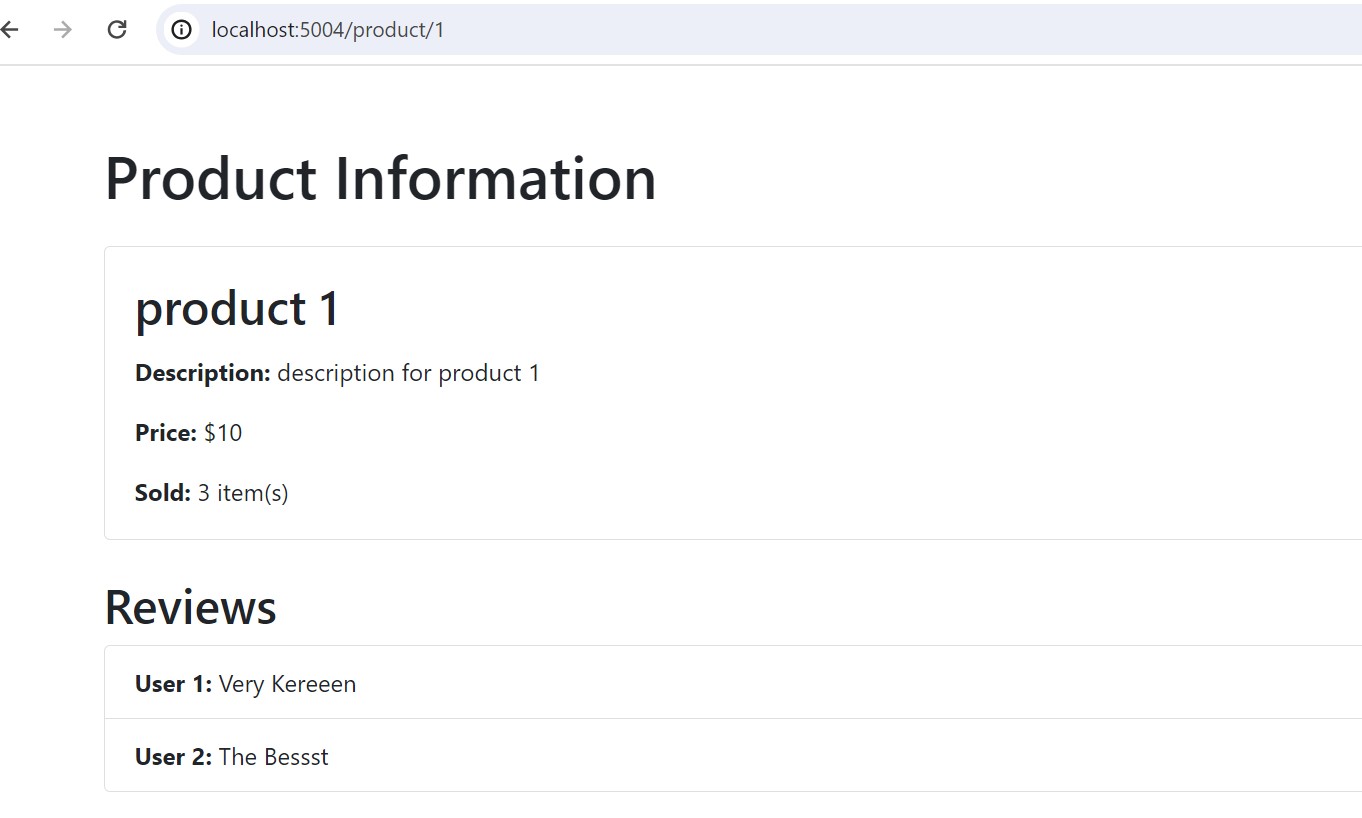 localhost:5004/product/1
Product Information
product 1
Description: description for product 1
Price: $10
Sold: 3 item(s)
Reviews
User 1: Very Kereeen
User 2: The Bessst